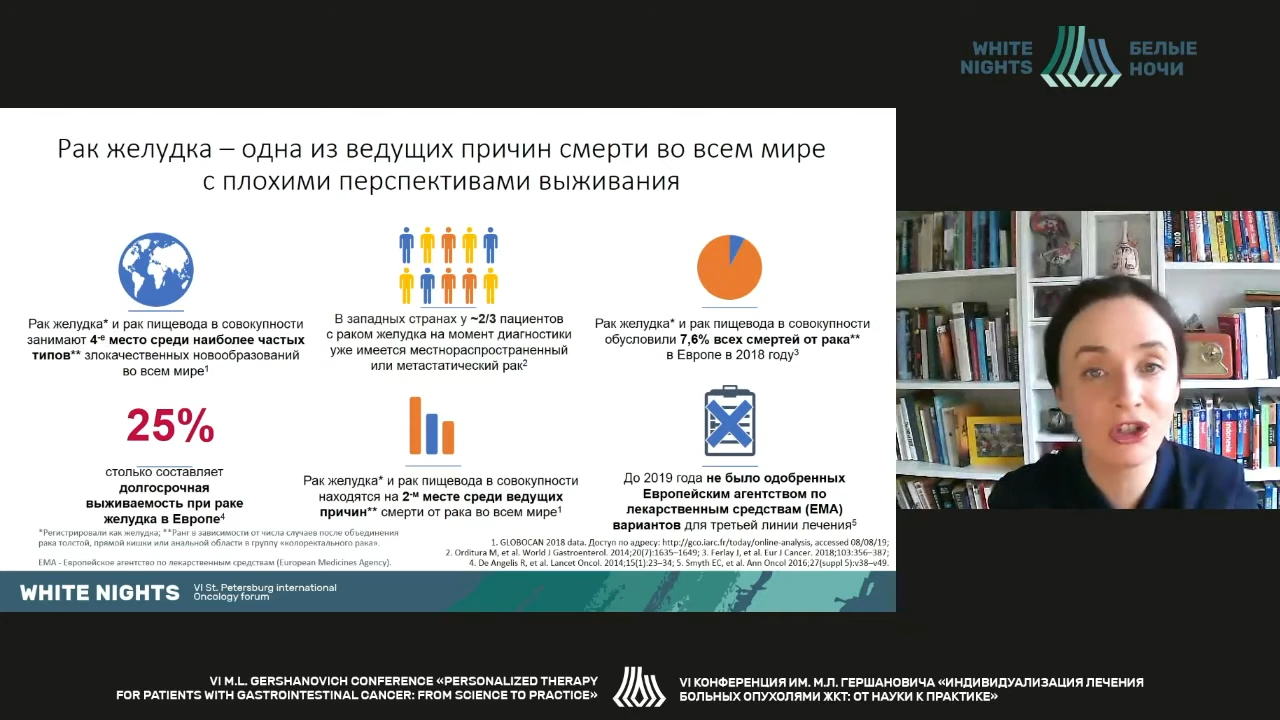 WHITE
NIGHTS
БЕЛЫЕ
НОЧИ
Рак желудка – одна из ведущих причин смерти во всем мире
с плохими перспективами выживания
Рак желудка* и рак пищевода в совокупности
занимают 4-е место среди наиболее частых
типов** злокачественных новообразований
во всем мире1
В западных странах у ~2/3 пациентов
с раком желудка на момент диагностики
уже имеется местнораспространенный
или метастатический рак2
Рак желудка* и рак пищевода в совокупности
обусловили 7,6% всех смертей от рака**
в Европе в 2018 году3
25%
столько составляет
долгосрочная
выживаемость при раке
желудка в Европе4
Рак желудка* и рак пищевода в совокупности
находятся на 2-м месте среди ведущих
причин** смерти от рака во всем мире1
До 2019 года не было одобренных
Европейским агентством по
лекарственным средствам (EMA)
вариантов для третьей линии лечения5
*Регистрировали как желудка; **Ранг в зависимости от числа случаев после объединения
рака толстой, прямой кишки или анальной области в группу «колоректального рака».
EMA - Европейское агентство по лекарственным средствам (European Medicines Agency).
1. GLOBOCAN 2018 data. Доступ по адресу: http://gco.iarc.fr/today/online-analysis, accessed 08/08/19;
2. Orditura M, et al. World J Gastroenterol. 2014;20(7):1635–1649; 3. Ferlay J, et al. Eur J Cancer. 2018;103:356–387;
4. De Angelis R, et al. Lancet Oncol. 2014;15(1):23–34; 5. Smyth EC, et al. Ann Oncol 2016;27(suppl 5):v38–v49.
WHITE NIGHTS
VI St. Petersburg international
Oncology forum
VI M.L. GERSHANOVICH CONFERENCE «PERSONALIZED THERAPY
FOR PATIENTS WITH GASTROINTESTINAL CANCER: FROM SCIENCE TO PRACTICE»
VI КОНФЕРЕНЦИЯ ИМ. М.Л. ГЕРШАНОВИЧА «ИНДИВИДУАЛИЗАЦИЯ ЛЕЧЕНИЯ
БОЛЬНЫХ ОПУХОЛЯМИ ЖКТ: ОТ НАУКИ К ПРАКТИКЕ»